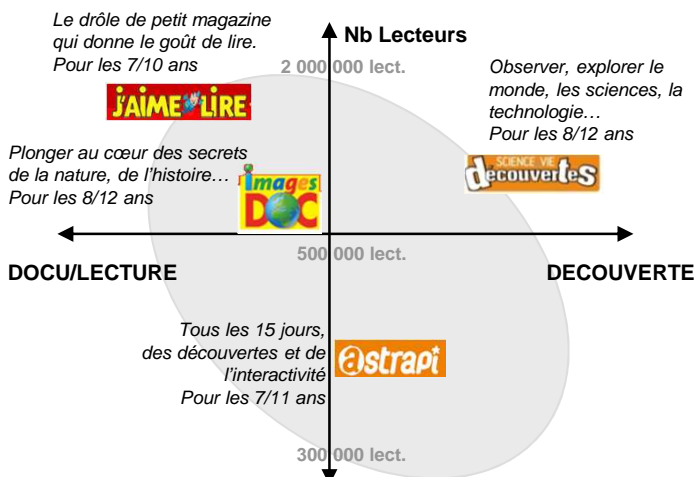 Le drôle de petit magazine
qui donne le goût de lire.
Pour les 7/10 ans
J'AIME LIRE
Nb Lecteurs
2 000 000 lect.
Observer, explorer le
monde, les sciences, la
technologie…
Pour les 8/12 ans
SCIENCE VIE
découvertes
Plonger au cœur des secrets
de la nature, de l'histoire…
Pour les 8/12 ans
images
DOC
500 000 lect.
DOCU/LECTURE
DECOUVERTE
Tous les 15 jours,
des découvertes et de
l'interactivité
Pour les 7/11 ans
astrapi
300 000 lect.